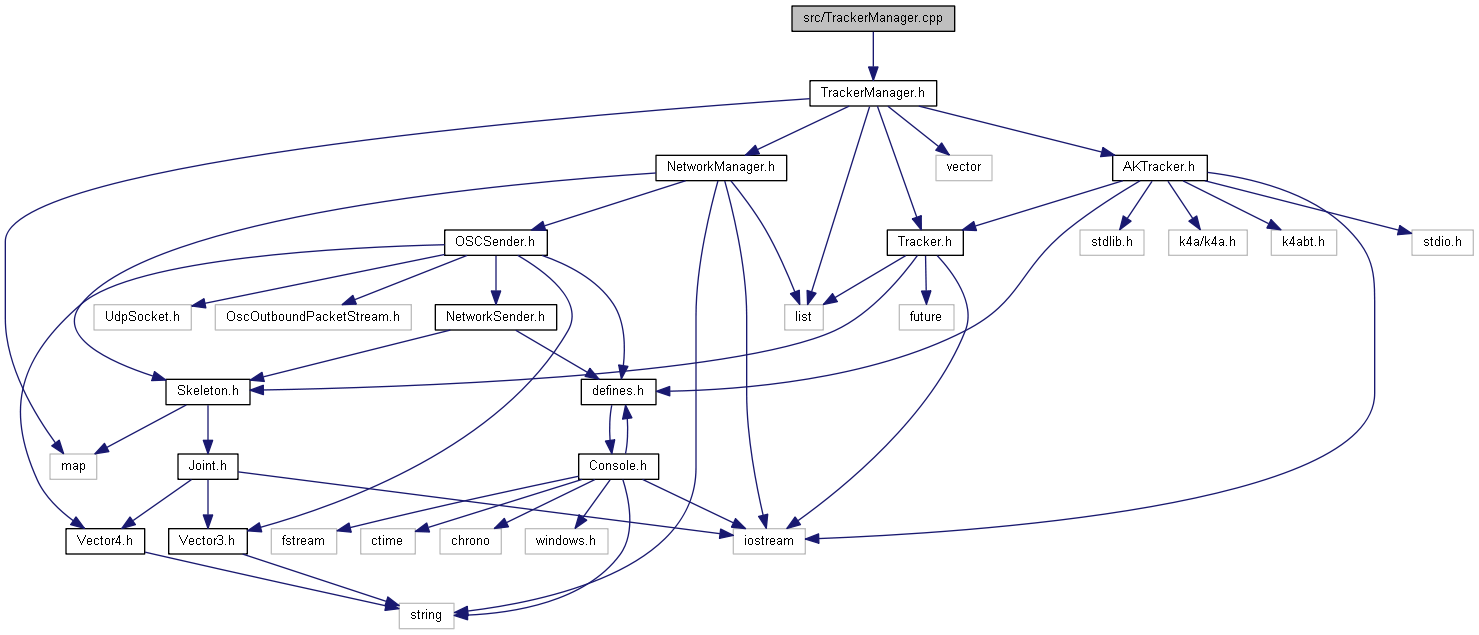 src/TrackerManager.cpp
TrackerManager.h
NetworkManager.h
vector
AKTracker.h
OSCSender.h
Tracker.h
stdlib.h
k4a/k4a.h
k4abt.h
stdio.h
UdpSocket.h
OscOutboundPacketStream.h
NetworkSender.h
list
future
Skeleton.h
defines.h
map
Joint.h
Console.h
Vector4.h
Vector3.h
fstream
ctime
chrono
windows.h
iostream
string